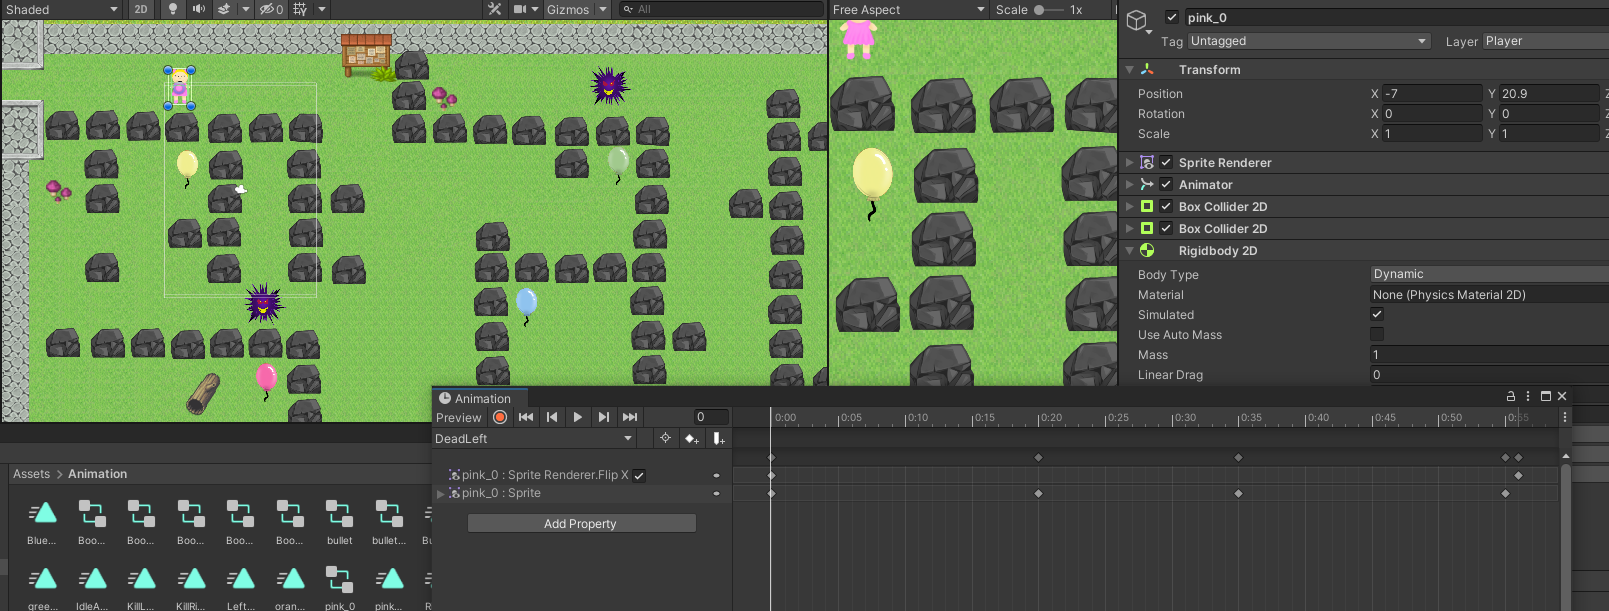 Shaded 2D 0 Gizmos All
Free Aspect Scale 1x
pink_0
Tag Untagged Layer Player
Transform
Position X -7 Y 20.9 Z
Rotation X 0 Y 0 Z
Scale X 1 Y 1 Z
Sprite Renderer
Animator
Box Collider 2D
Box Collider 2D
Rigidbody 2D
Body Type Dynamic
Material None (Physics Material 2D)
Simulated
Use Auto Mass
Mass 1
Linear Drag 0
Animation
Preview 0 0:00 0:05 0:10 0:15 0:20 0:25 0:30 0:35 0:40 0:45 0:50 0:55
DeadLeft
pink_0 : Sprite Renderer.Flip X
pink_0 : Sprite
Add Property
Assets > Animation
Blue... Boo... Boo... Boo... Boo... Boo... bullet bullet... Bu
gree... IdleA... KillL... KillRi... Left... oran... pink_0 pink... R